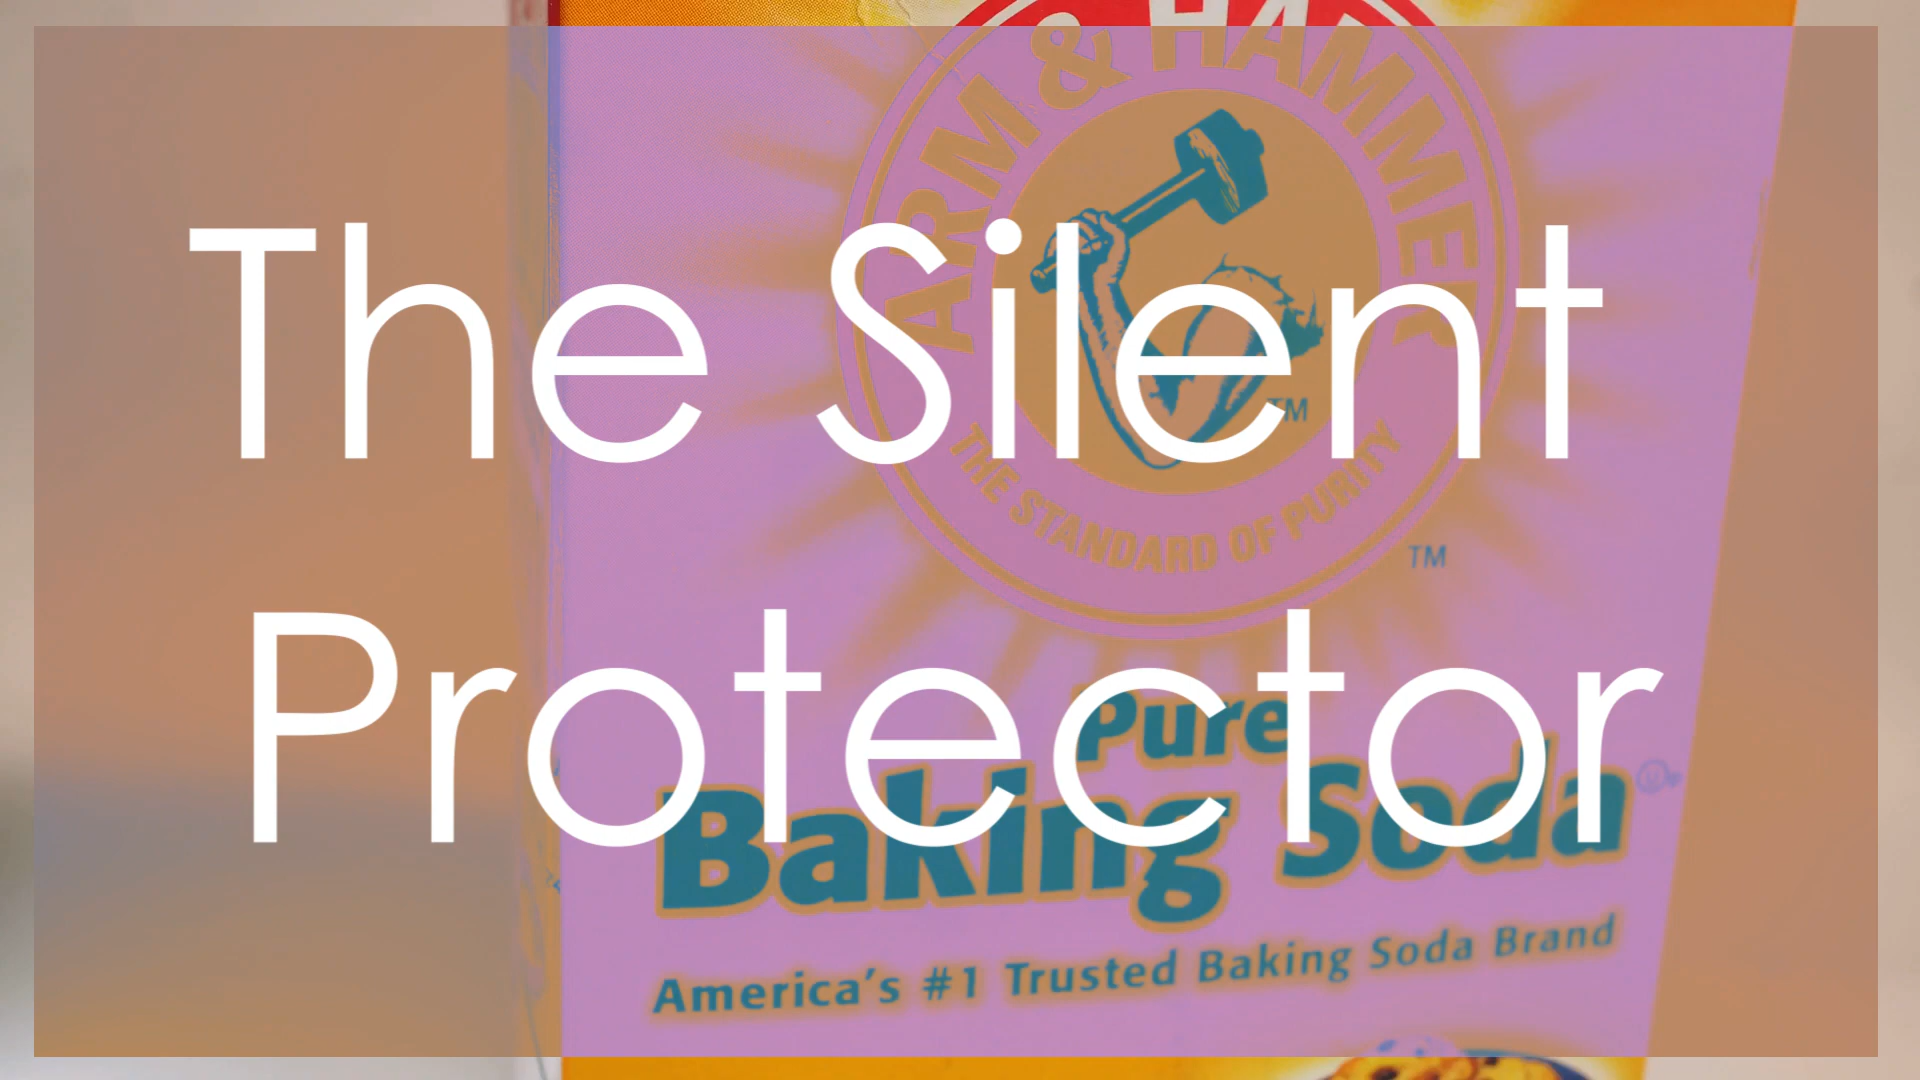 The Silent
Protector
ARM & HAMMER
TM
THE STANDARD OF PURITY
TM
Pure
Baking Soda
America's #1 Trusted Baking Soda Brand